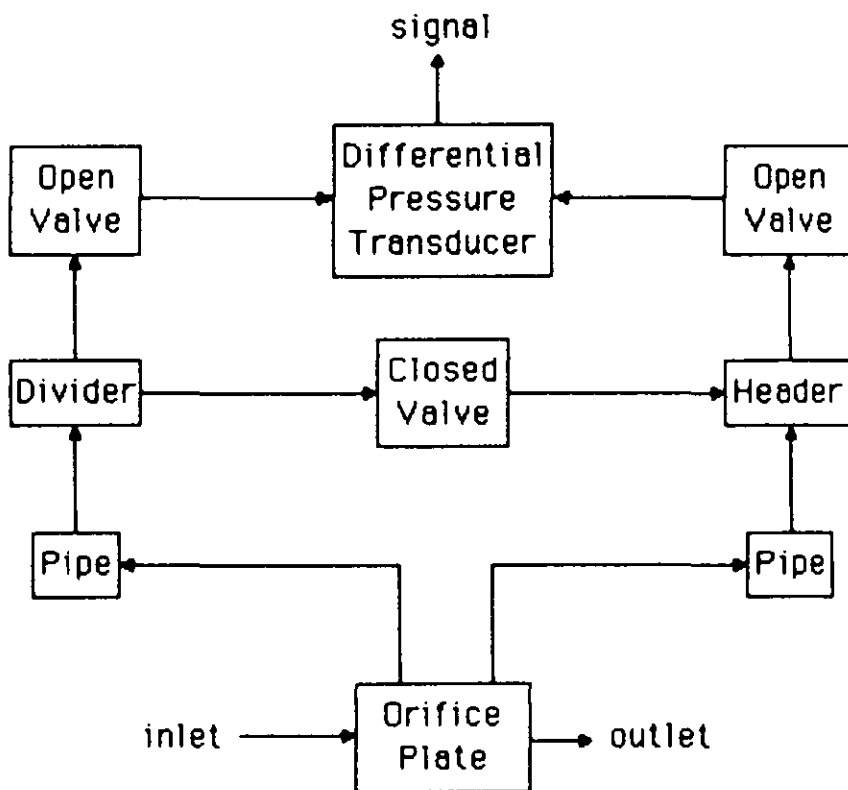 signal
Open
Valve
Differential
Pressure
Transducer
Open
Valve
Divider
Closed
Valve
Header
Pipe
Pipe
inlet
Orifice
Plate
outlet